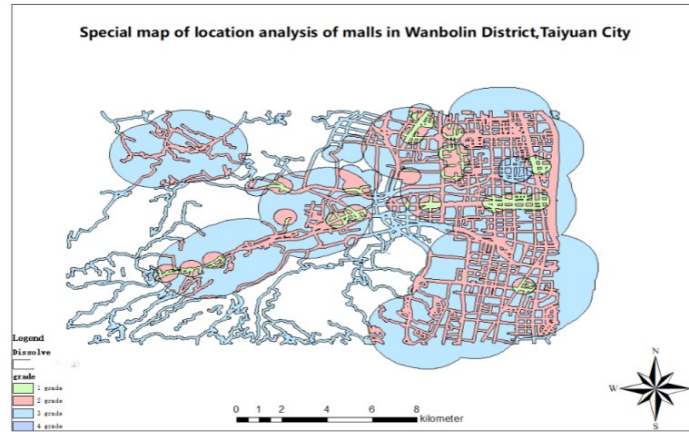 Special map of location analysis of malls in Wanbolin District,Taiyuan City
Legend
Dissolve
grade
1 grade
2 grade
3 grade
4 grade
0 1 2 4 6 8
kilometer
N
W E
S